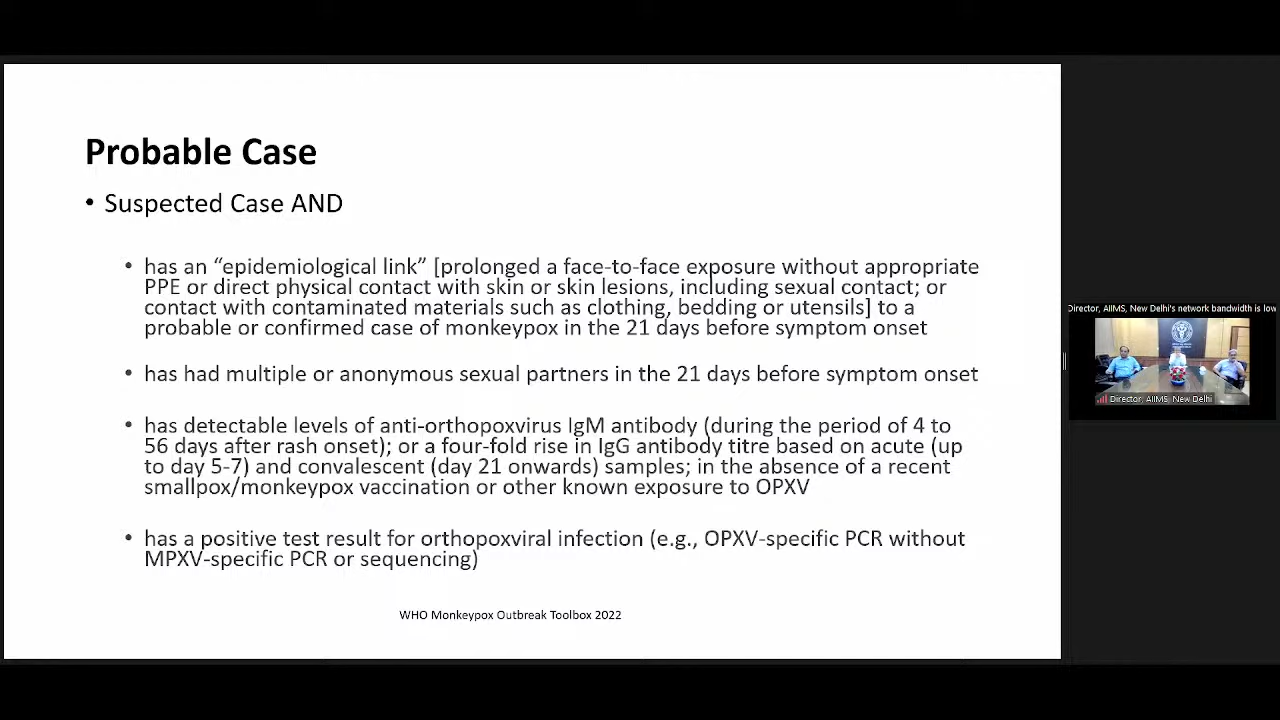 Probable Case
• Suspected Case AND
• has an “epidemiological link” [prolonged a face-to-face exposure without appropriate
PPE or direct physical contact with skin or skin lesions, including sexual contact; or
contact with contaminated materials such as clothing, bedding or utensils] to a
probable or confirmed case of monkeypox in the 21 days before symptom onset
• has had multiple or anonymous sexual partners in the 21 days before symptom onset
• has detectable levels of anti-orthopoxvirus IgM antibody (during the period of 4 to
56 days after rash onset); or a four-fold rise in IgG antibody titre based on acute (up
to day 5-7) and convalescent (day 21 onwards) samples; in the absence of a recent
smallpox/monkeypox vaccination or other known exposure to OPXV
• has a positive test result for orthopoxviral infection (e.g., OPXV-specific PCR without
MPXV-specific PCR or sequencing)
WHO Monkeypox Outbreak Toolbox 2022
Director, AIIMS, New Delhi's network bandwidth is low
Director, AIIMS, New Delhi